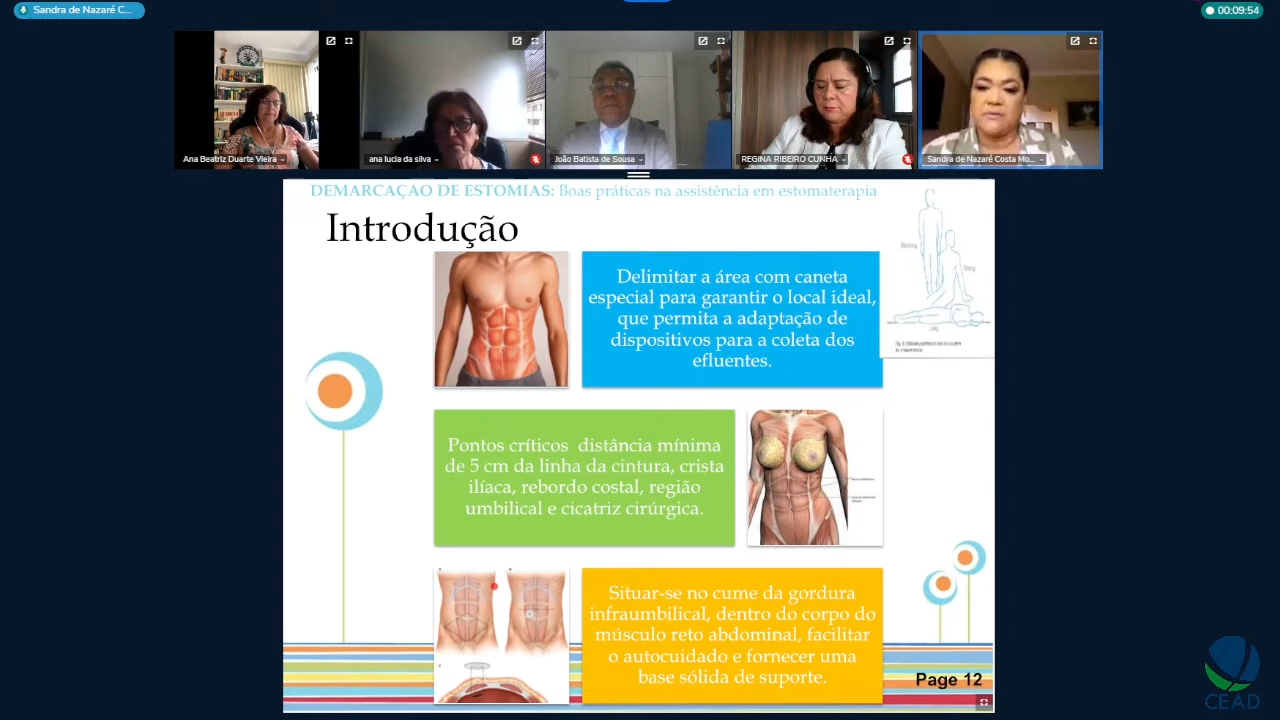 Sandra de Nazaré C...
00:09:54
Ana Beatriz Duarte Vieira
ana lucia da silva
João Batista de Sousa
REGINA RIBEIRO CUNHA
Sandra de Nazaré Costa Mo...
DEMARCAÇAO DE ESTOMIAS: Boas práticas na assistência em estomaterapia
Introdução
Delimitar a área com caneta
especial para garantir o local ideal,
que permita a adaptação de
dispositivos para a coleta dos
efluentes.
Pontos críticos distância mínima
de 5 cm da linha da cintura, crista
ilíaca, rebordo costal, região
umbilical e cicatriz cirúrgica.
Situar-se no cume da gordura
infraumbilical, dentro do corpo do
músculo reto abdominal, facilitar
o autocuidado e fornecer uma
base sólida de suporte.
Page 12
CEAD